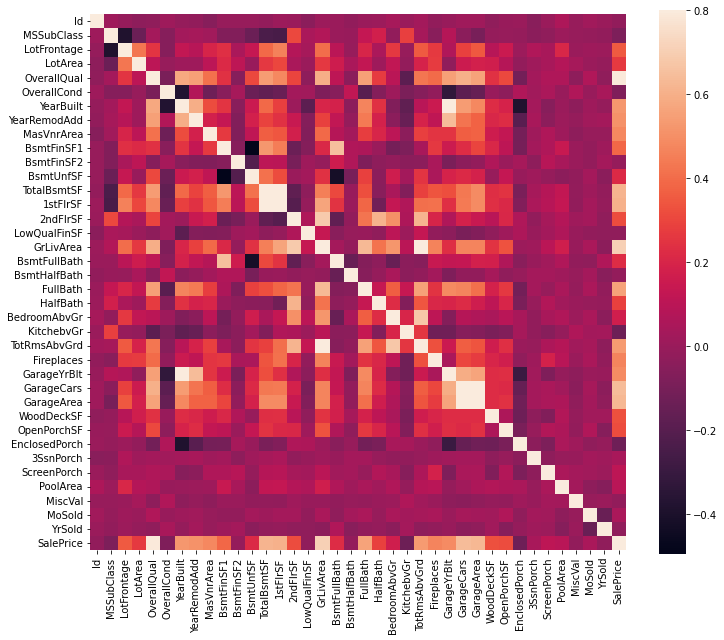 Id
MSSubClass
LotFrontage
LotArea
OverallQual
OverallCond
YearBuilt
YearRemodAdd
MasVnrArea
BsmtFinSF1
BsmtFinSF2
BsmtUnfSF
TotalBsmtSF
1stFlrSF
2ndFlrSF
LowQualFinSF
GrLivArea
BsmtFullBath
BsmtHalfBath
FullBath
HalfBath
BedroomAbvGr
KitchebvGr
TotRmsAbvGrd
Fireplaces
GarageYrBlt
GarageCars
GarageArea
WoodDeckSF
OpenPorchSF
EnclosedPorch
3SsnPorch
ScreenPorch
PoolArea
MiscVal
MoSold
YrSold
SalePrice
Id
MSSubClass
LotFrontage
LotArea
OverallQual
OverallCond
YearBuilt
YearRemodAdd
MasVnrArea
BsmtFinSF1
BsmtFinSF2
BsmtUnfSF
TotalBsmtSF
1stFlrSF
2ndFlrSF
LowQualFinSF
GrLivArea
BsmtFullBath
BsmtHalfBath
FullBath
HalfBath
BedroomAbvGr
KitchebvGr
TotRmsAbvGrd
Fireplaces
GarageYrBlt
GarageCars
GarageArea
WoodDeckSF
OpenPorchSF
EnclosedPorch
3SsnPorch
ScreenPorch
PoolArea
MiscVal
MoSold
YrSold
SalePrice
0.8
0.6
0.4
0.2
0.0
−0.2
−0.4